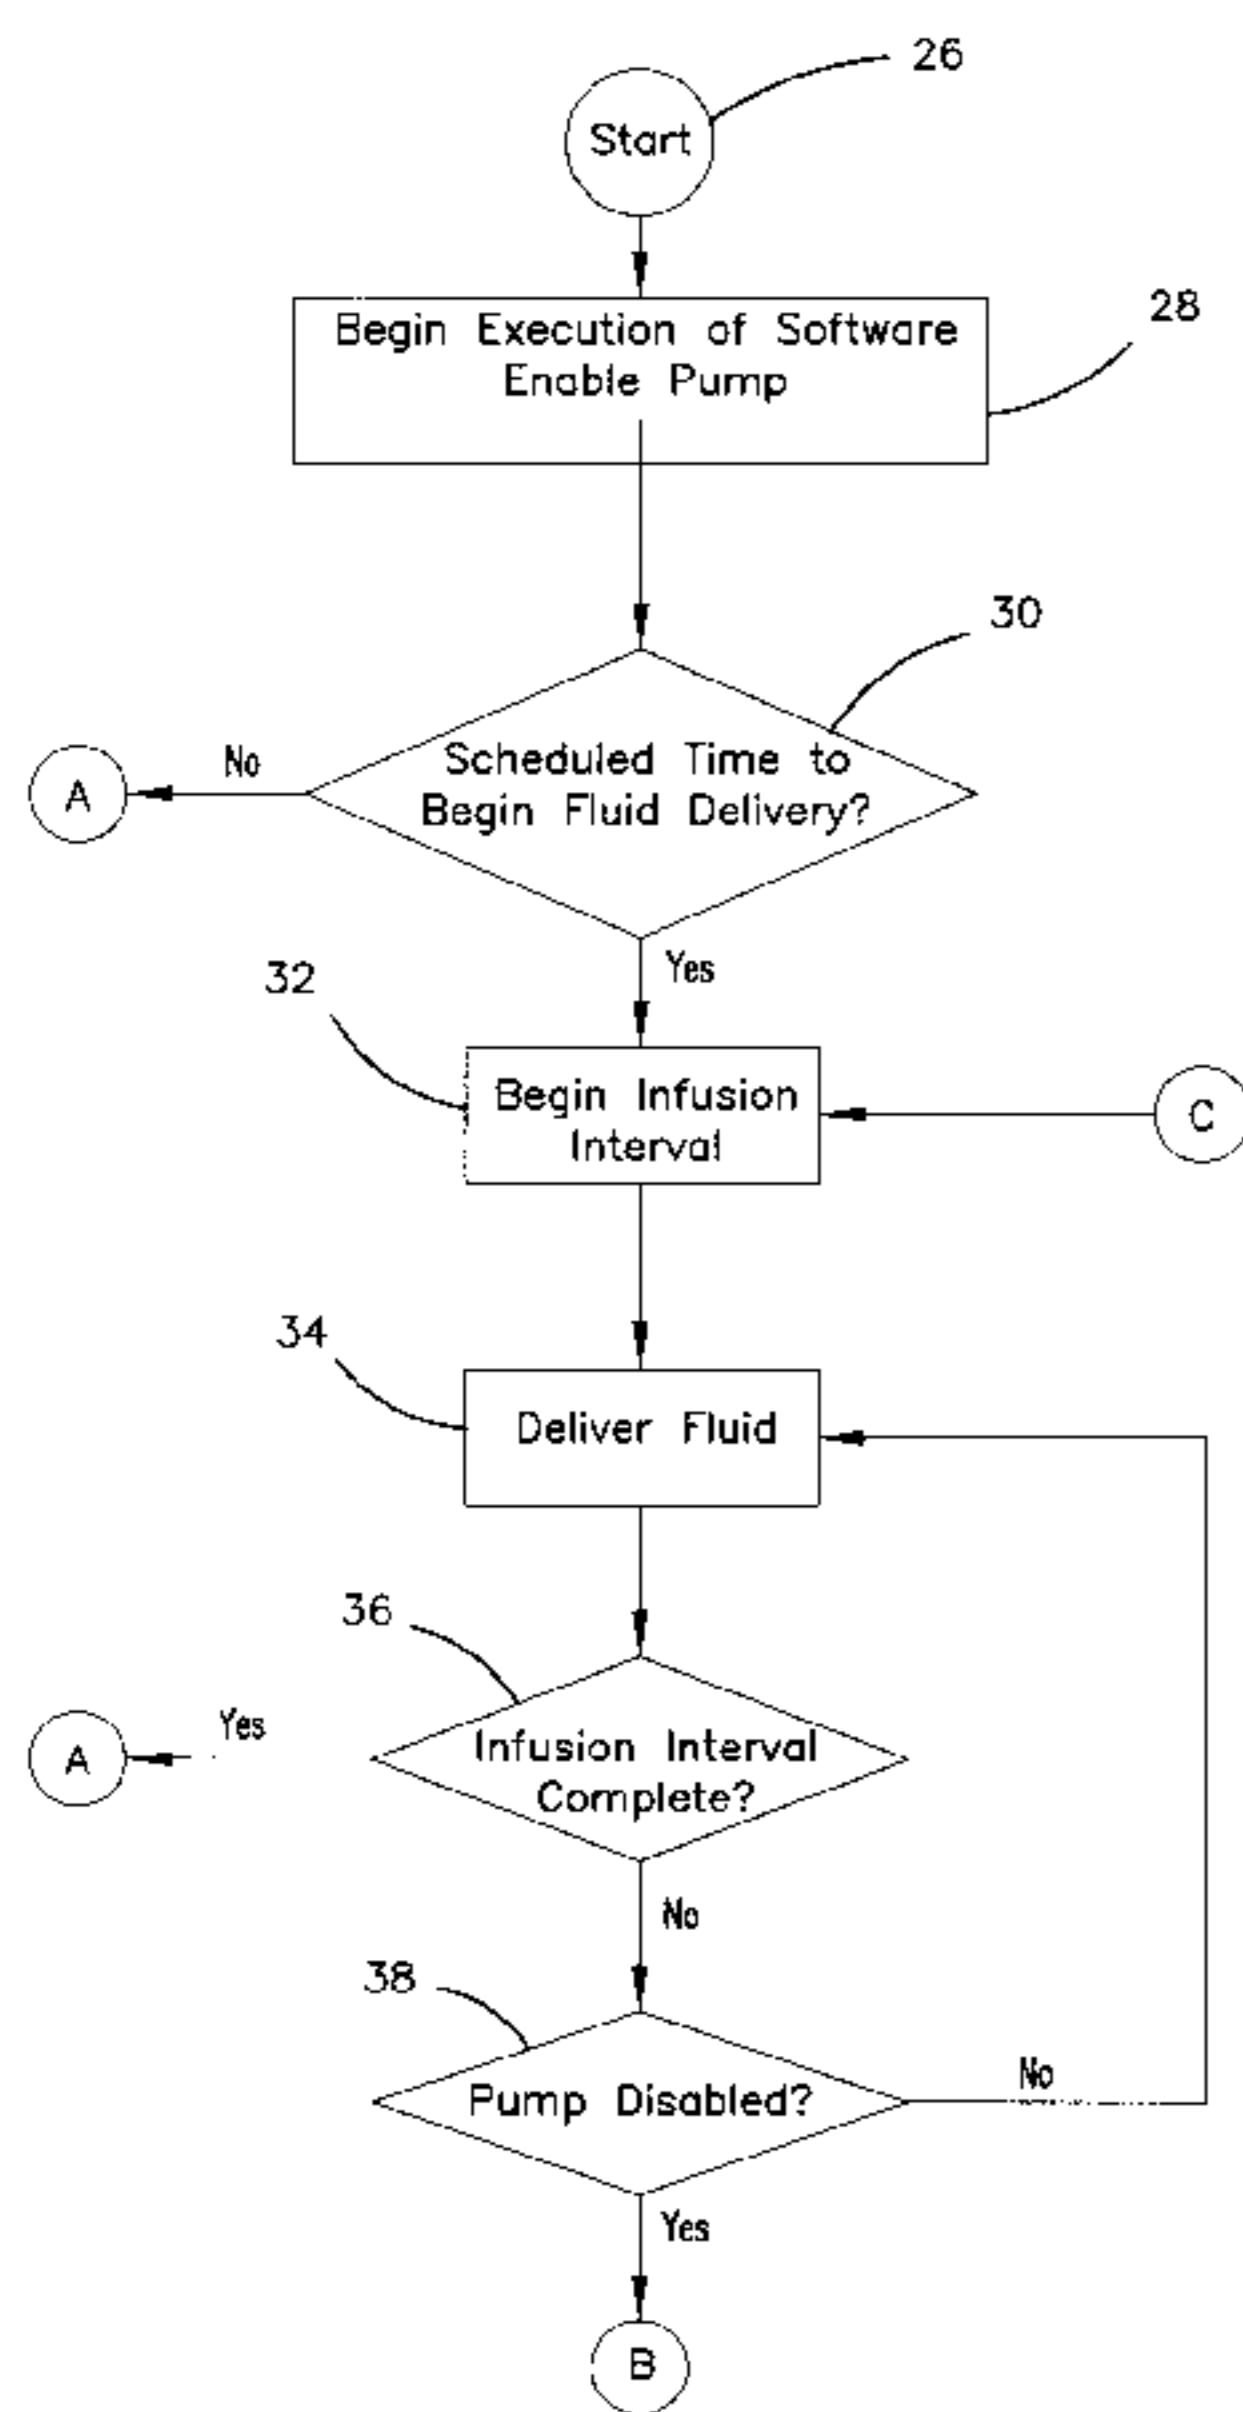 26
Start
28
Begin Execution of Software
Enable Pump
30
Scheduled Time to
Begin Fluid Delivery?
No
A
Yes
32
Begin Infusion
Interval
C
34
Deliver Fluid
36
Infusion Interval
Complete?
Yes
A
No
38
Pump Disabled?
No
Yes
B